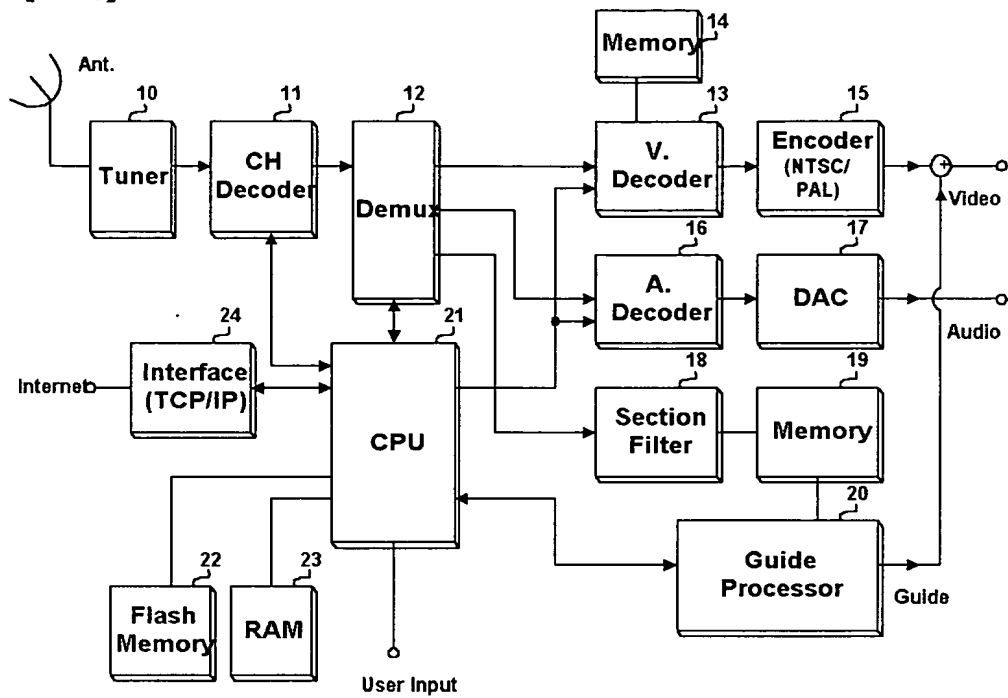 14
Memory
Ant.
10
11
12
13
15
Tuner
CH
Decoder
Demux
V.
Decoder
Encoder
(NTSC/
PAL)
+
Video
16
17
A.
Decoder
DAC
Audio
24
21
18
19
Internet
Interface
(TCP/IP)
CPU
Section
Filter
Memory
20
Guide
Processor
Guide
22
23
Flash
Memory
RAM
User Input